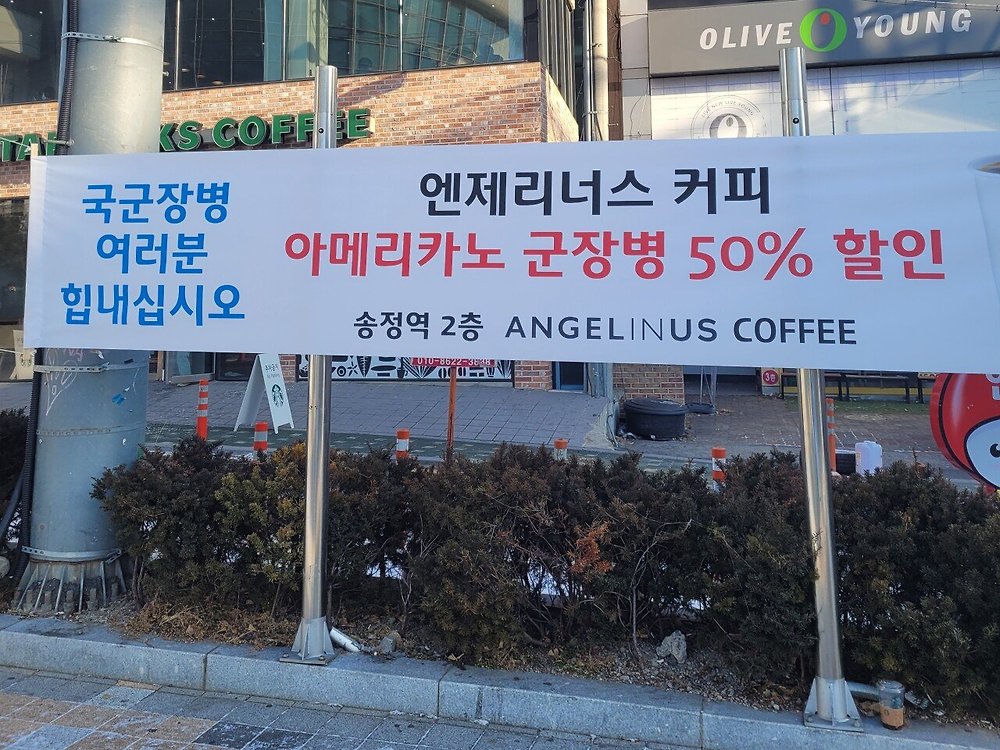 OLIVE YOUNG
KS COFFEE
국군장병
여러분
힘내십시오
엔제리너스 커피
아메리카노 군장병 50% 할인
송정역 2층 ANGELINUS COFFEE